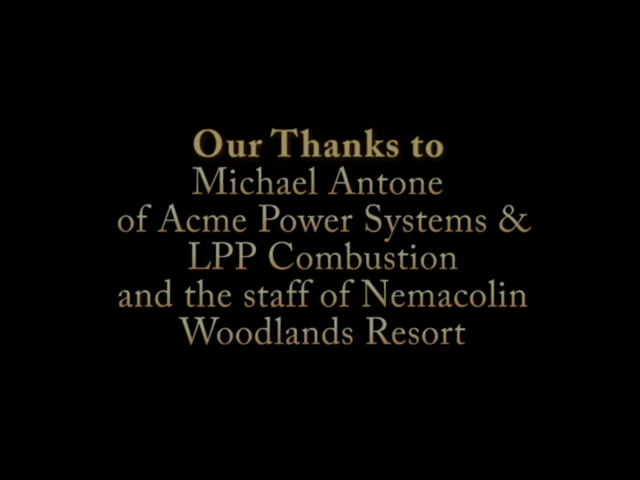 Our Thanks to
Michael Antone
of Acme Power Systems &
LPP Combustion
and the staff of Nemacolin
Woodlands Resort